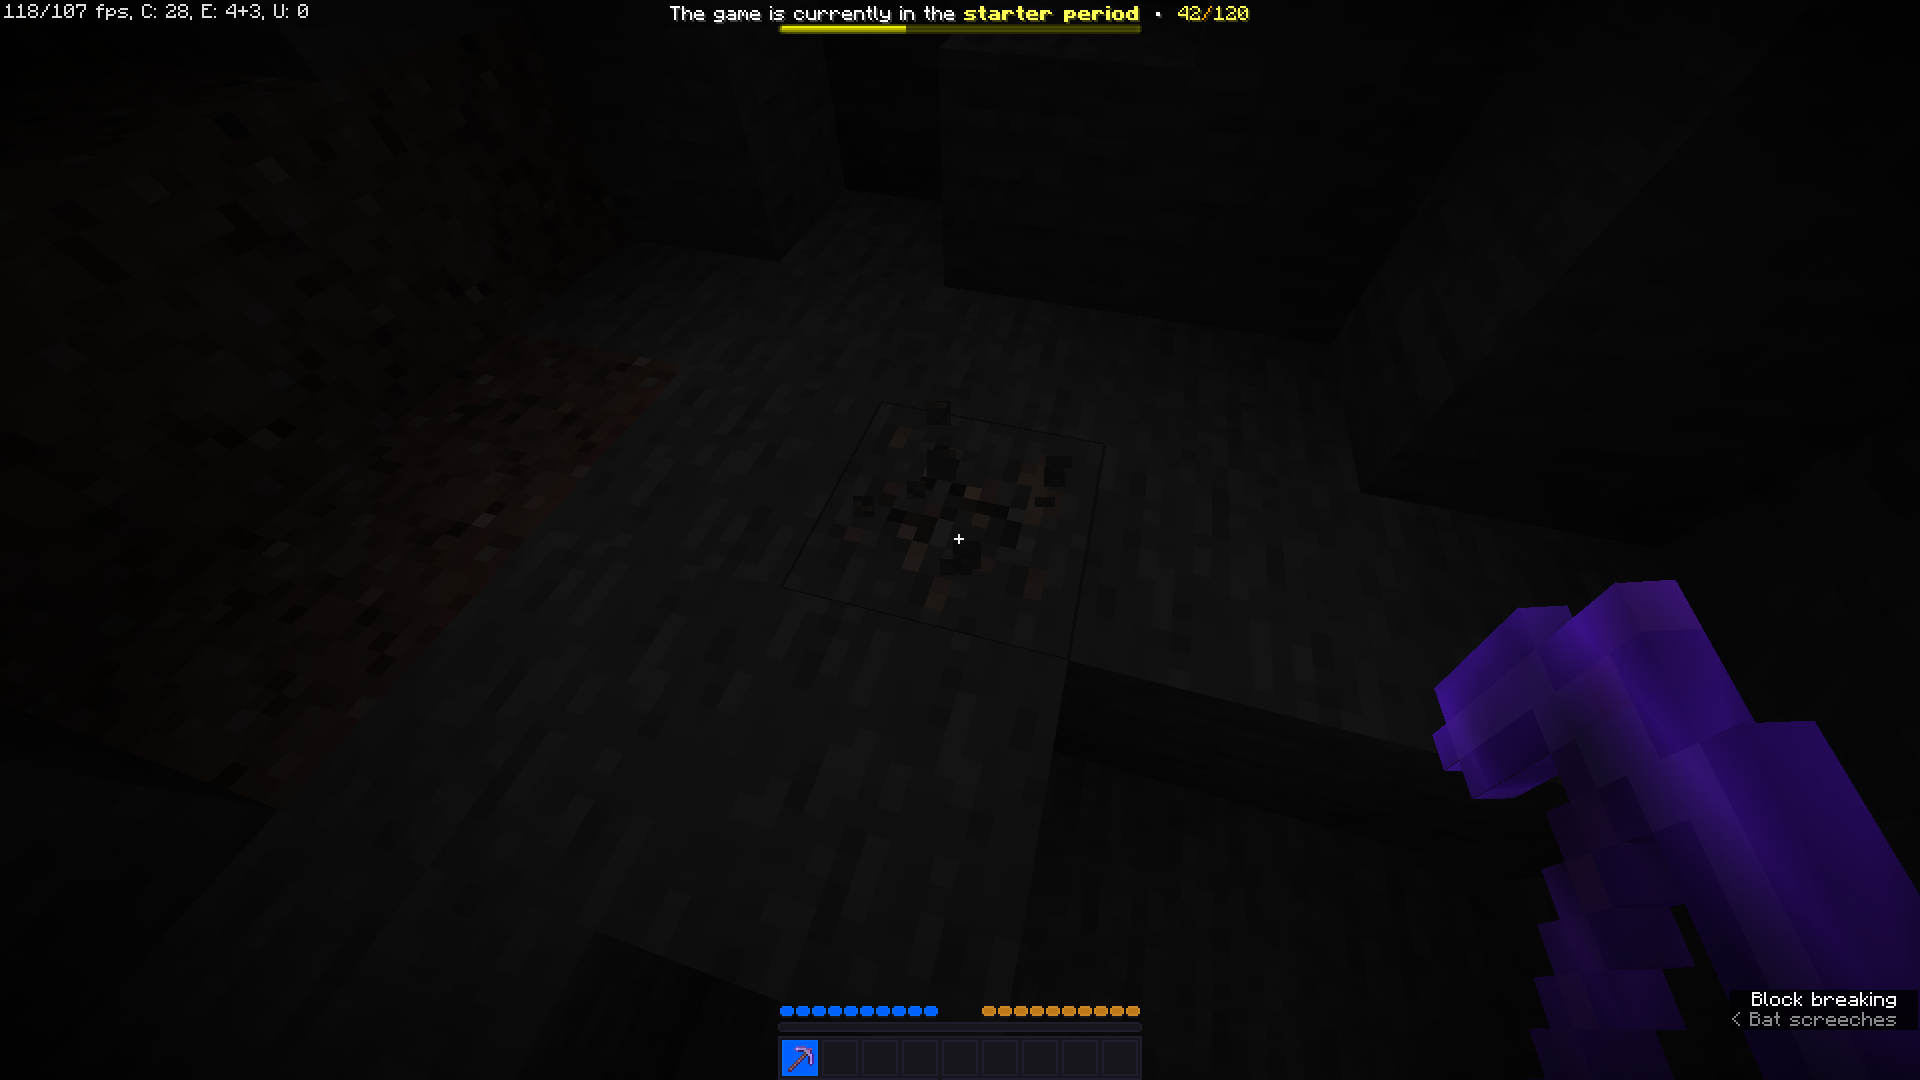 118/107 fps, C: 28, E: 4+3, U: 0
The game is currently in the starter period • 42/120
Block breaking
< Bat screeches